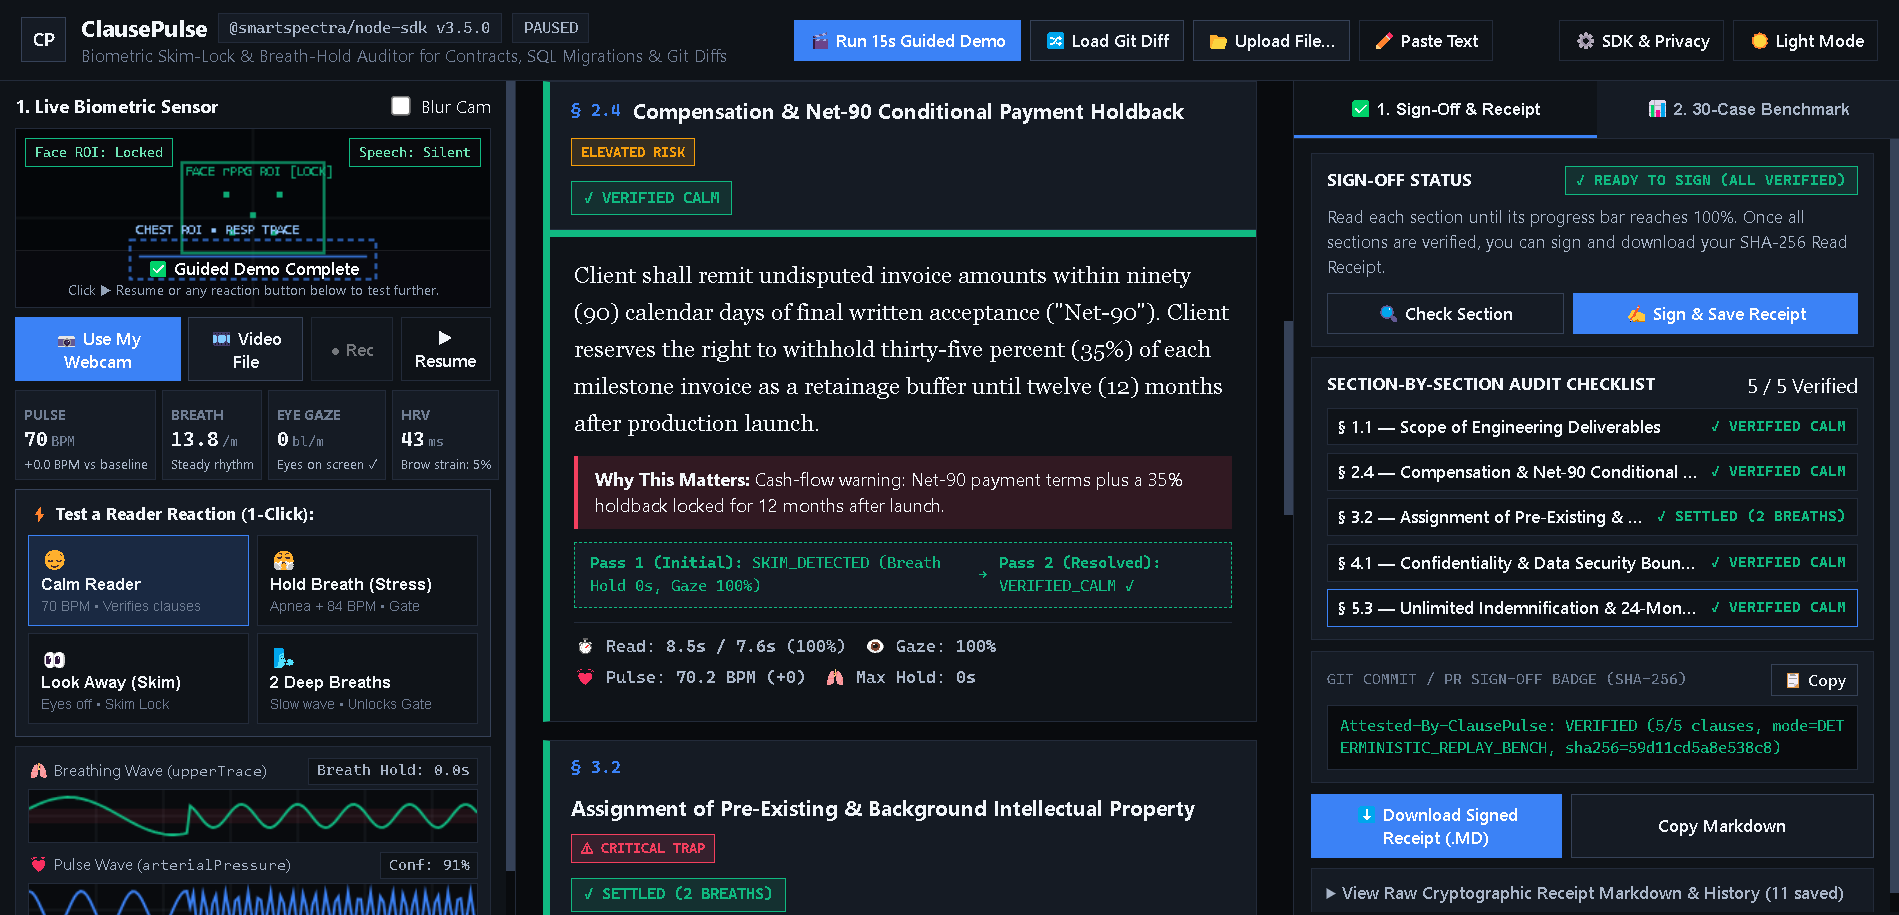 CP
ClausePulse
@smartspectra/node-sdk v3.5.0
PAUSED
Biometric Skim-Lock & Breath-Hold Auditor for Contracts, SQL Migrations & Git Diffs
Run 15s Guided Demo
Load Git Diff
Upload File...
Paste Text
SDK & Privacy
Light Mode
1. Live Biometric Sensor
Blur Cam
Face ROI: Locked
Speech: Silent
FACE rPPG ROI [LOCK]
CHEST ROI • RESP TRACE
Guided Demo Complete
Click ▶ Resume or any reaction button below to test further.
Use My
Webcam
Video
File
● Rec
▶
Resume
PULSE
70 BPM
+0.0 BPM vs baseline
BREATH
13.8 /m
Steady rhythm
EYE GAZE
0 bl/m
Eyes on screen ✓
HRV
43 ms
Brow strain: 5%
Test a Reader Reaction (1-Click):
Calm Reader
70 BPM • Verifies clauses
Hold Breath (Stress)
Apnea + 84 BPM • Gate
Look Away (Skim)
Eyes off • Skim Lock
2 Deep Breaths
Slow wave • Unlocks Gate
Breathing Wave (upperTrace)
Breath Hold: 0.0s
Pulse Wave (arterialPressure)
Conf: 91%
§ 2.4 Compensation & Net-90 Conditional Payment Holdback
ELEVATED RISK
✓ VERIFIED CALM
Client shall remit undisputed invoice amounts within ninety
(90) calendar days of final written acceptance ("Net-90"). Client
reserves the right to withhold thirty-five percent (35%) of each
milestone invoice as a retainage buffer until twelve (12) months
after production launch.
Why This Matters: Cash-flow warning: Net-90 payment terms plus a 35%
holdback locked for 12 months after launch.
Pass 1 (Initial): SKIM_DETECTED (Breath
Hold 0s, Gaze 100%)
→
Pass 2 (Resolved):
VERIFIED_CALM ✓
Read: 8.5s / 7.6s (100%)
Gaze: 100%
Pulse: 70.2 BPM (+0)
Max Hold: 0s
§ 3.2
Assignment of Pre-Existing & Background Intellectual Property
⚠ CRITICAL TRAP
✓ SETTLED (2 BREATHS)
1. Sign-Off & Receipt
2. 30-Case Benchmark
SIGN-OFF STATUS
✓ READY TO SIGN (ALL VERIFIED)
Read each section until its progress bar reaches 100%. Once all
sections are verified, you can sign and download your SHA-256 Read
Receipt.
Check Section
Sign & Save Receipt
SECTION-BY-SECTION AUDIT CHECKLIST
5 / 5 Verified
§ 1.1 — Scope of Engineering Deliverables
✓ VERIFIED CALM
§ 2.4 — Compensation & Net-90 Conditional ...
✓ VERIFIED CALM
§ 3.2 — Assignment of Pre-Existing & ...
✓ SETTLED (2 BREATHS)
§ 4.1 — Confidentiality & Data Security Boun...
✓ VERIFIED CALM
§ 5.3 — Unlimited Indemnification & 24-Mon...
✓ VERIFIED CALM
GIT COMMIT / PR SIGN-OFF BADGE (SHA-256)
Copy
Attested-By-ClausePulse: VERIFIED (5/5 clauses, mode=DET
ERMINISTIC_REPLAY_BENCH, sha256=59d11cd5a8e538c8)
Download Signed
Receipt (.MD)
Copy Markdown
▶ View Raw Cryptographic Receipt Markdown & History (11 saved)